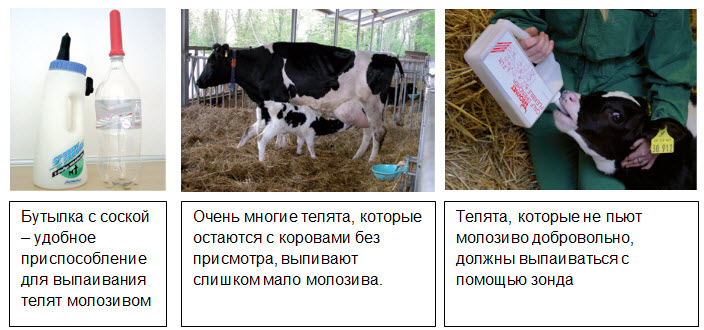 Бутылка с соской
– удобное
приспособление
для выпаивания
телят молозивом
Очень многие телята, которые
остаются с коровами без
присмотра, выпивают
слишком мало молозива.
Телята, которые не пьют
молозиво добровольно,
должны выпаиваться с
помощью зонда